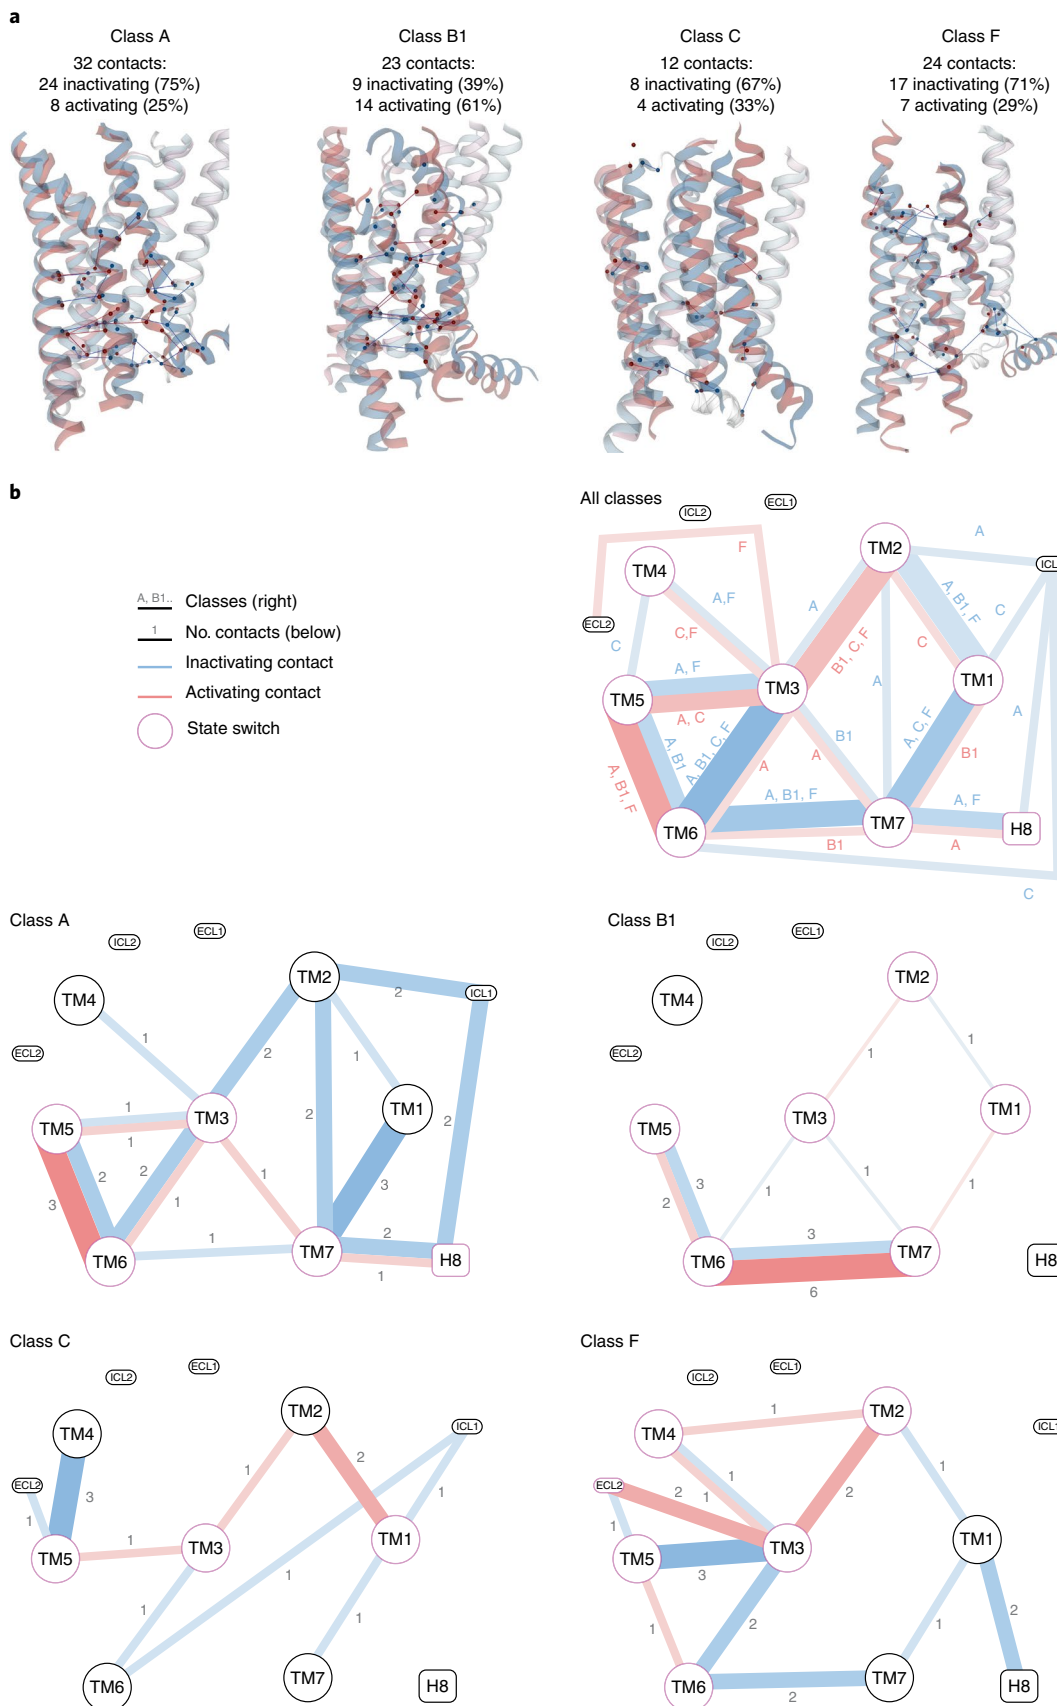 a
Class A
32 contacts:
24 inactivating (75%)
8 activating (25%)
Class B1
23 contacts:
9 inactivating (39%)
14 activating (61%)
Class C
12 contacts:
8 inactivating (67%)
4 activating (33%)
Class F
24 contacts:
17 inactivating (71%)
7 activating (29%)
b
A, B1..
Classes (right)
1
No. contacts (below)
Inactivating contact
Activating contact
State switch
All classes
ECL1
ICL2
A
F
TM2
ICL
TM4
A, B1, F
A,F
A
C
ECL2
C,F
B1, C, F
C
C
A, F
TM3
A
TM1
TM5
A, C
A
A, B1
A, B1, C, F
B1
A, C, F
B1
A, B1, F
A
A
A, B1, F
A, F
TM6
TM7
H8
B1
A
C
Class A
ECL1
ICL2
TM2
TM4
2
ICL1
1
2
1
ECL2
1
TM3
2
TM1
2
TM5
1
2
2
1
3
3
1
1
2
TM6
TM7
H8
1
Class B1
ECL1
ICL2
TM2
TM4
1
1
ECL2
TM3
TM1
TM5
3
2
1
1
1
3
TM6
TM7
H8
6
Class C
ECL1
ICL2
TM2
TM4
ICL1
1
2
ECL2
3
1
1
1
TM5
TM3
TM1
1
1
1
TM6
TM7
H8
Class F
ECL1
ICL2
1
TM2
TM4
ICL1
1
1
ECL2
2
1
2
1
TM5
TM3
TM1
3
1
2
1
2
TM6
TM7
H8
2